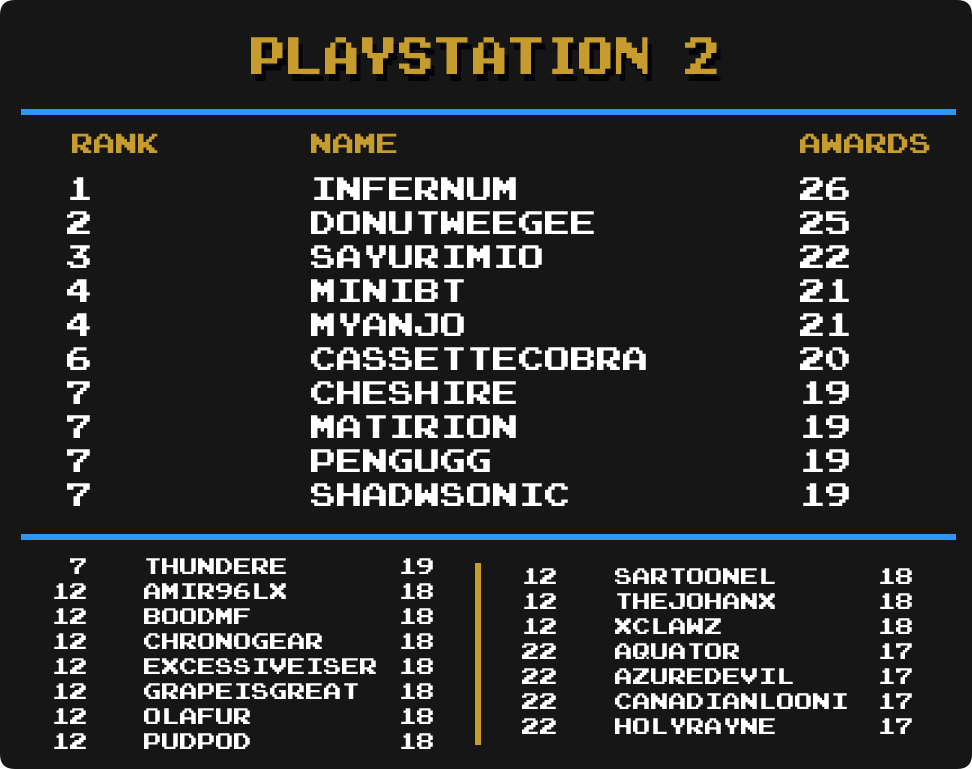 PLAYSTATION 2
RANK NAME AWARDS
1 INFERNUM 26
2 DONUTWEEGEE 25
3 SAYURIMIO 22
4 MINIBT 21
4 MYANJO 21
6 CASSETTECOBRA 20
7 CHESHIRE 19
7 MATIRION 19
7 PENGUGG 19
7 SHADWSONIC 19
7 THUNDERE 19
12 AMIR96LX 18
12 BOODMF 18
12 CHRONOGEAR 18
12 EXCESSIVEISER 18
12 GRAPEISGREAT 18
12 OLAFUR 18
12 PUDPOD 18
12 SARTOONEL 18
12 THEJOHANX 18
12 XCLAWZ 18
22 AQUATOR 17
22 AZUREDEVIL 17
22 CANADIANLOONI 17
22 HOLYRAYNE 17